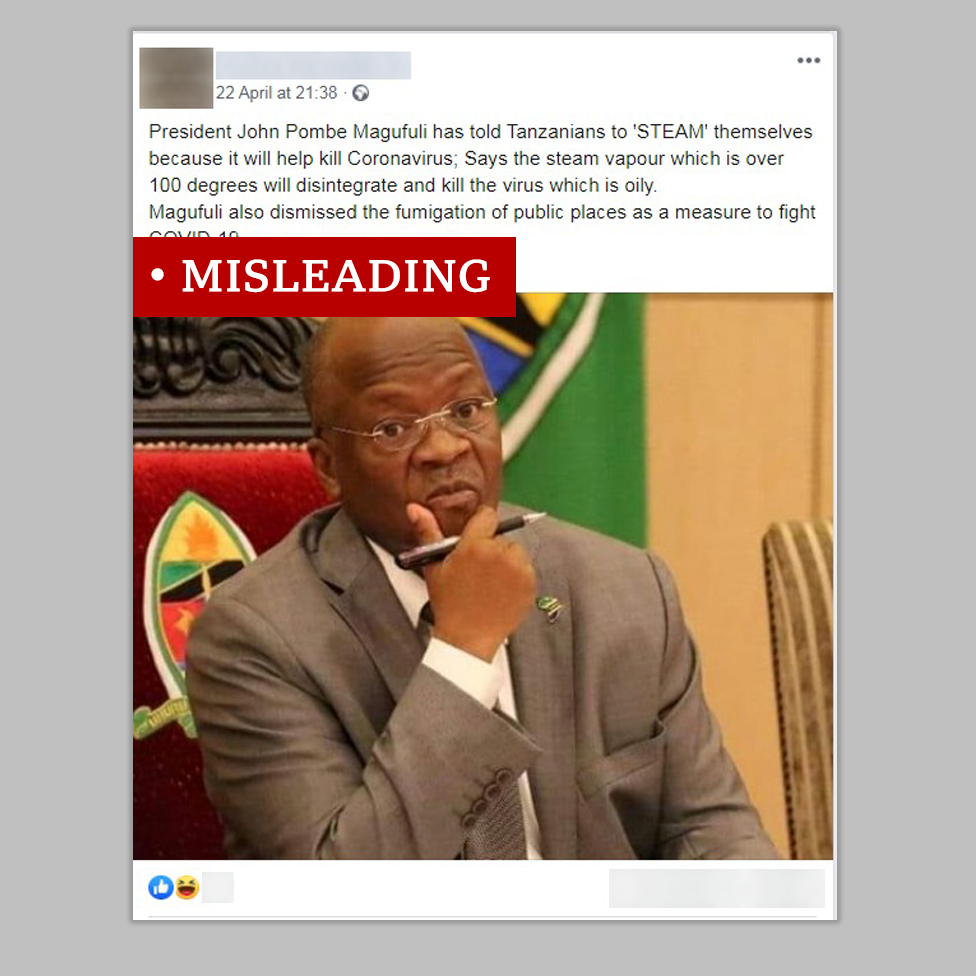 22 April at 21:38 ·
President John Pombe Magufuli has told Tanzanians to 'STEAM' themselves
because it will help kill Coronavirus; Says the steam vapour which is over
100 degrees will disintegrate and kill the virus which is oily.
Magufuli also dismissed the fumigation of public places as a measure to fight
COVID-19
• MISLEADING